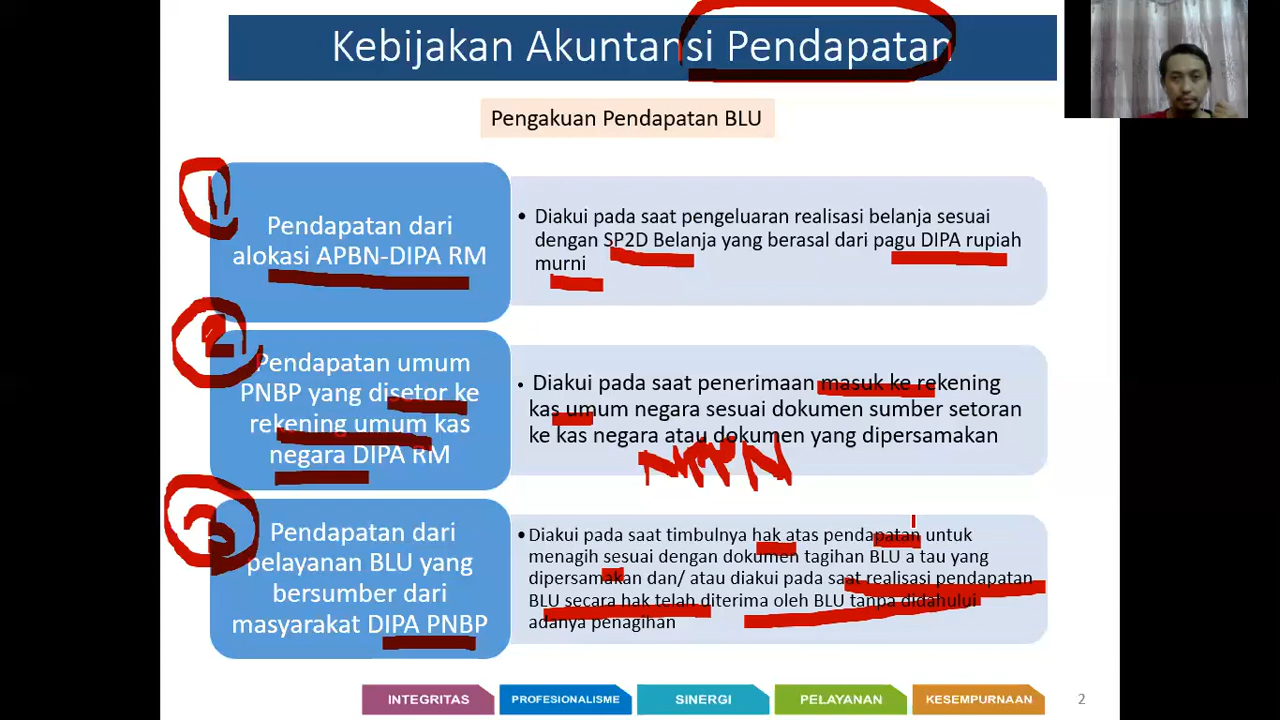 Kebijakan Akuntansi Pendapatan
Pengakuan Pendapatan BLU
1
Pendapatan dari
alokasi APBN-DIPA RM
• Diakui pada saat pengeluaran realisasi belanja sesuai
dengan SP2D Belanja yang berasal dari pagu DIPA rupiah
murni
2
Pendapatan umum
PNBP yang disetor ke
rekening umum kas
negara DIPA RM
• Diakui pada saat penerimaan masuk ke rekening
kas umum negara sesuai dokumen sumber setoran
ke kas negara atau dokumen yang dipersamakan
3
Pendapatan dari
pelayanan BLU yang
bersumber dari
masyarakat DIPA PNBP
• Diakui pada saat timbulnya hak atas pendapatan untuk
menagih sesuai dengan dokumen tagihan BLU a tau yang
dipersamakan dan/ atau diakui pada saat realisasi pendapatan
BLU secara hak telah diterima oleh BLU tanpa didahului
adanya penagihan
INTEGRITAS PROFESIONALISME SINERGI PELAYANAN KESEMPURNAAN 2